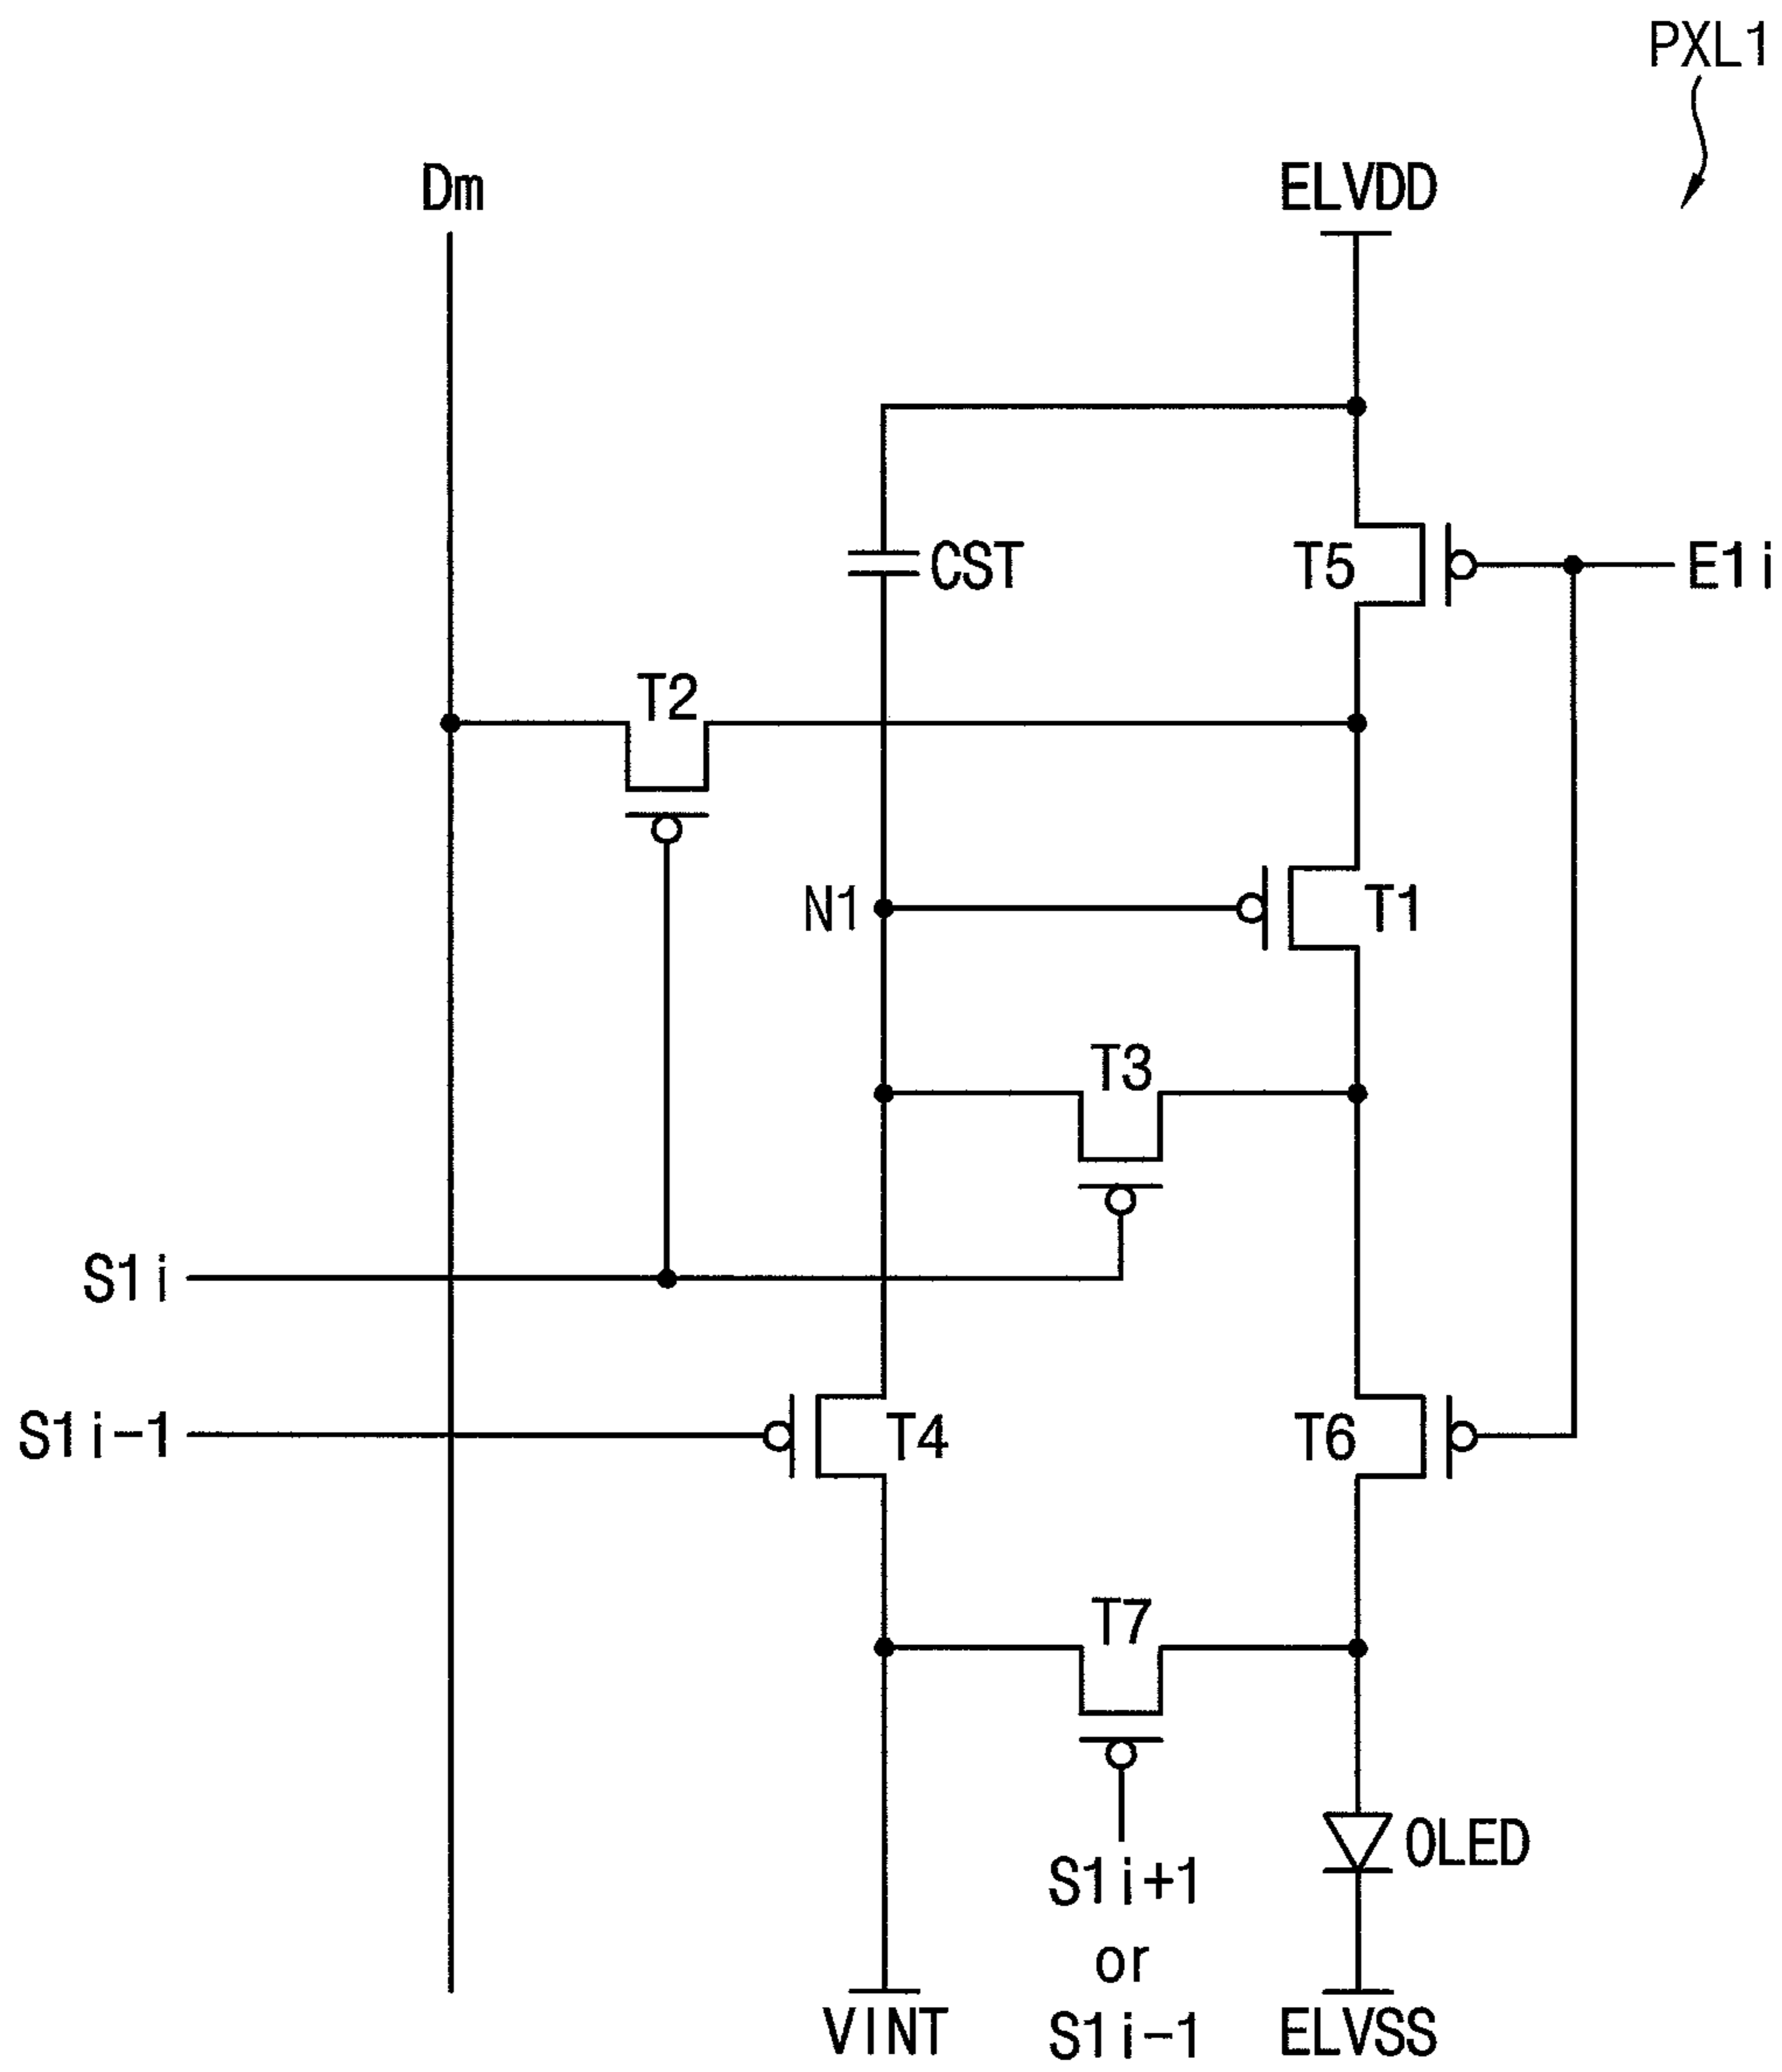 PXL1
Dm
ELVDD
CST
T5
E1i
T2
N1
T1
T3
S1i
S1i-1
T4
T6
T7
OLED
S1i+1
or
S1i-1
VINT
ELVSS